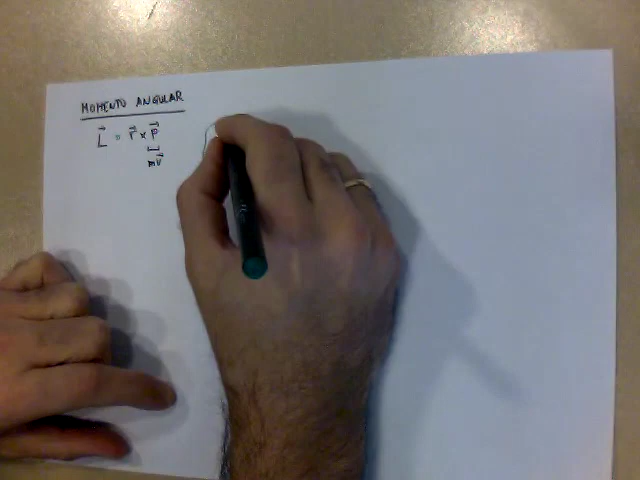 MOMENTO ANGULAR
L⃗ = r⃗ × p⃗
mv⃗